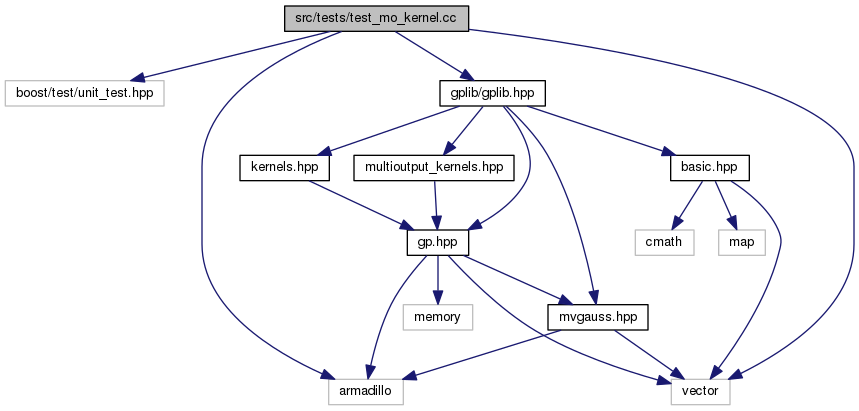 src/tests/test_mo_kernel.cc
boost/test/unit_test.hpp
gplib/gplib.hpp
kernels.hpp
multioutput_kernels.hpp
basic.hpp
gp.hpp
cmath
map
memory
mvgauss.hpp
armadillo
vector